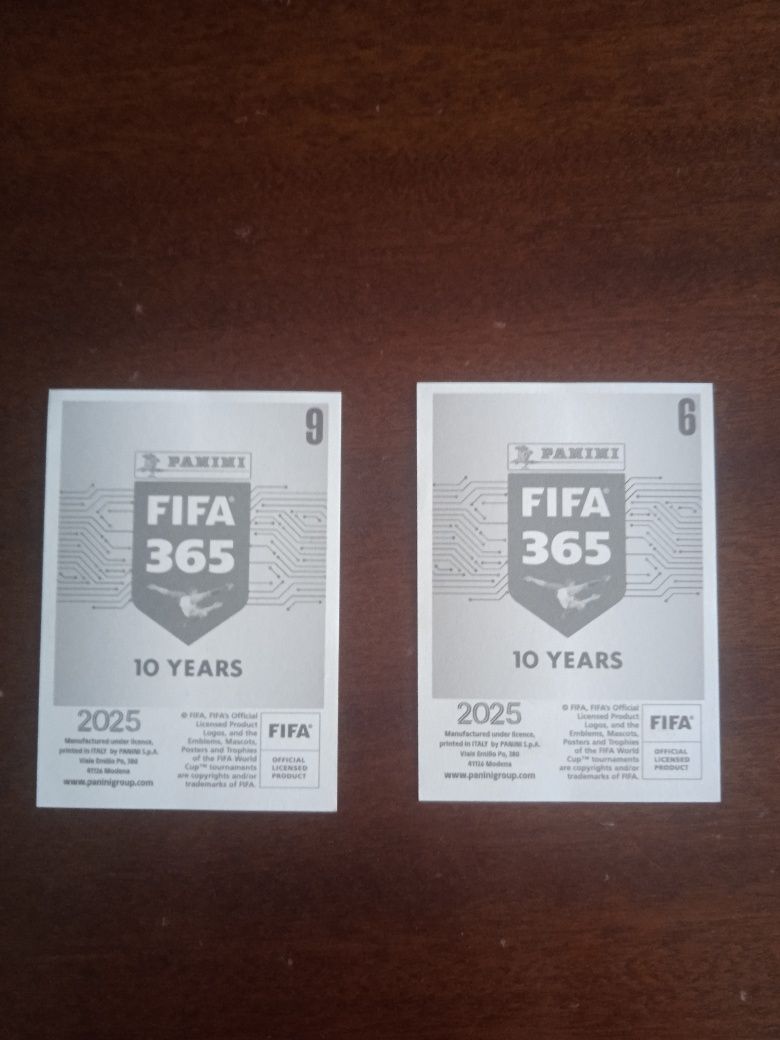 9
PANINI
FIFA®
365
10 YEARS
2025
Manufactured under licence,
printed in ITALY by PANINI S.p.A.
Viale Emilio Po, 380
41126 Modena
www.paninigroup.com
© FIFA, FIFA's Official
Licensed Product
Logos, and the
Emblems, Mascots,
Posters and Trophies
of the FIFA World
Cup™ tournaments
are copyrights and/or
trademarks of FIFA.
FIFA®
OFFICIAL
LICENSED
PRODUCT
6
PANINI
FIFA®
365
10 YEARS
2025
Manufactured under licence,
printed in ITALY by PANINI S.p.A.
Viale Emilio Po, 380
41126 Modena
www.paninigroup.com
© FIFA, FIFA's Official
Licensed Product
Logos, and the
Emblems, Mascots,
Posters and Trophies
of the FIFA World
Cup™ tournaments
are copyrights and/or
trademarks of FIFA.
FIFA®
OFFICIAL
LICENSED
PRODUCT